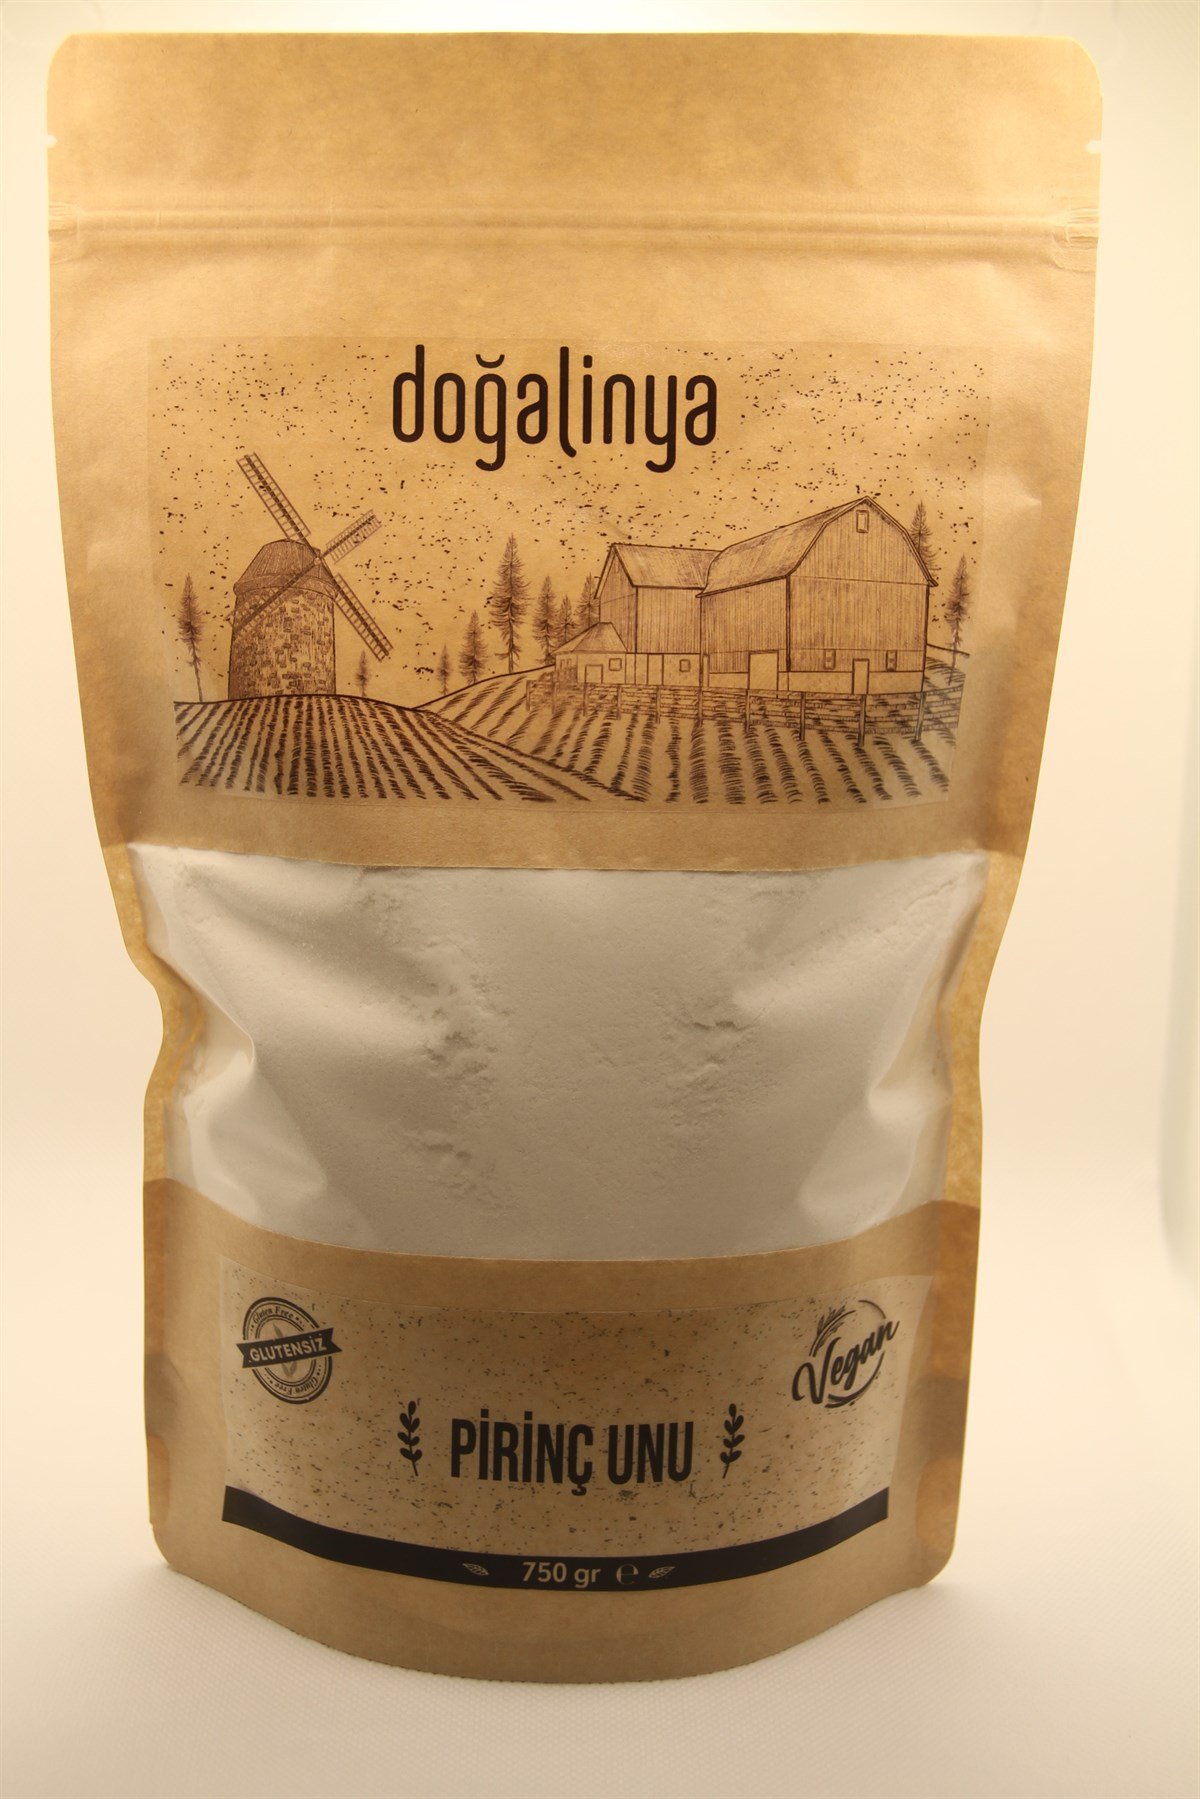 doğalinya
Gluten Free
GLUTENSİZ
Gluten Free
Vegan
PİRİNÇ UNU
750 gr ℮